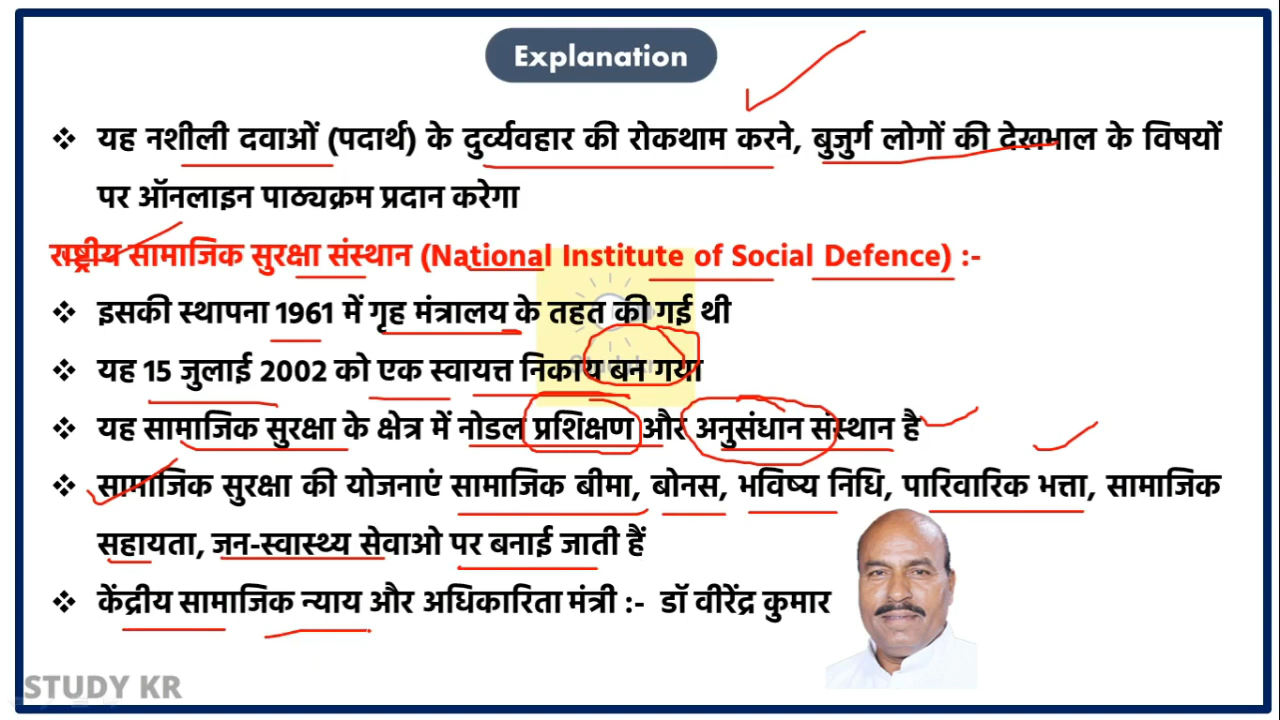 Explanation
❖ यह नशीली दवाओं (पदार्थ) के दुर्व्यवहार की रोकथाम करने, बुजुर्ग लोगों की देखभाल के विषयों
पर ऑनलाइन पाठ्यक्रम प्रदान करेगा
राष्ट्रीय सामाजिक सुरक्षा संस्थान (National Institute of Social Defence) :-
❖ इसकी स्थापना 1961 में गृह मंत्रालय के तहत की गई थी
❖ यह 15 जुलाई 2002 को एक स्वायत्त निकाय बन गया
❖ यह सामाजिक सुरक्षा के क्षेत्र में नोडल प्रशिक्षण और अनुसंधान संस्थान है
❖ सामाजिक सुरक्षा की योजनाएं सामाजिक बीमा, बोनस, भविष्य निधि, पारिवारिक भत्ता, सामाजिक
सहायता, जन-स्वास्थ्य सेवाओ पर बनाई जाती हैं
❖ केंद्रीय सामाजिक न्याय और अधिकारिता मंत्री :- डॉ वीरेंद्र कुमार
STUDY KR